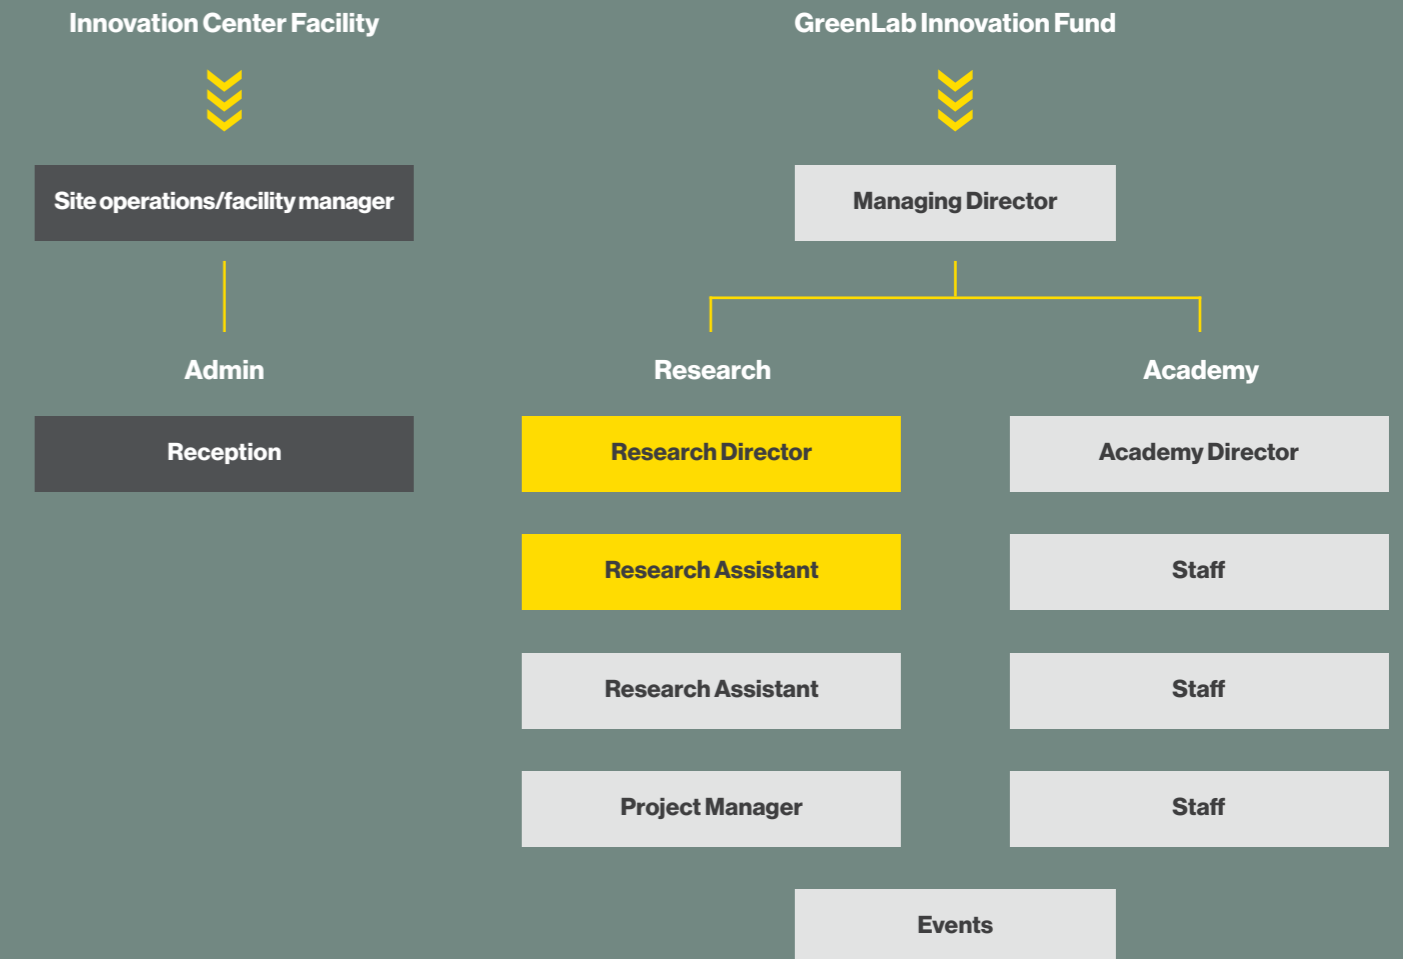 Innovation Center Facility
GreenLab Innovation Fund
Site operations/facility manager
Managing Director
Admin
Research
Academy
Reception
Research Director
Academy Director
Research Assistant
Staff
Research Assistant
Staff
Project Manager
Staff
Events